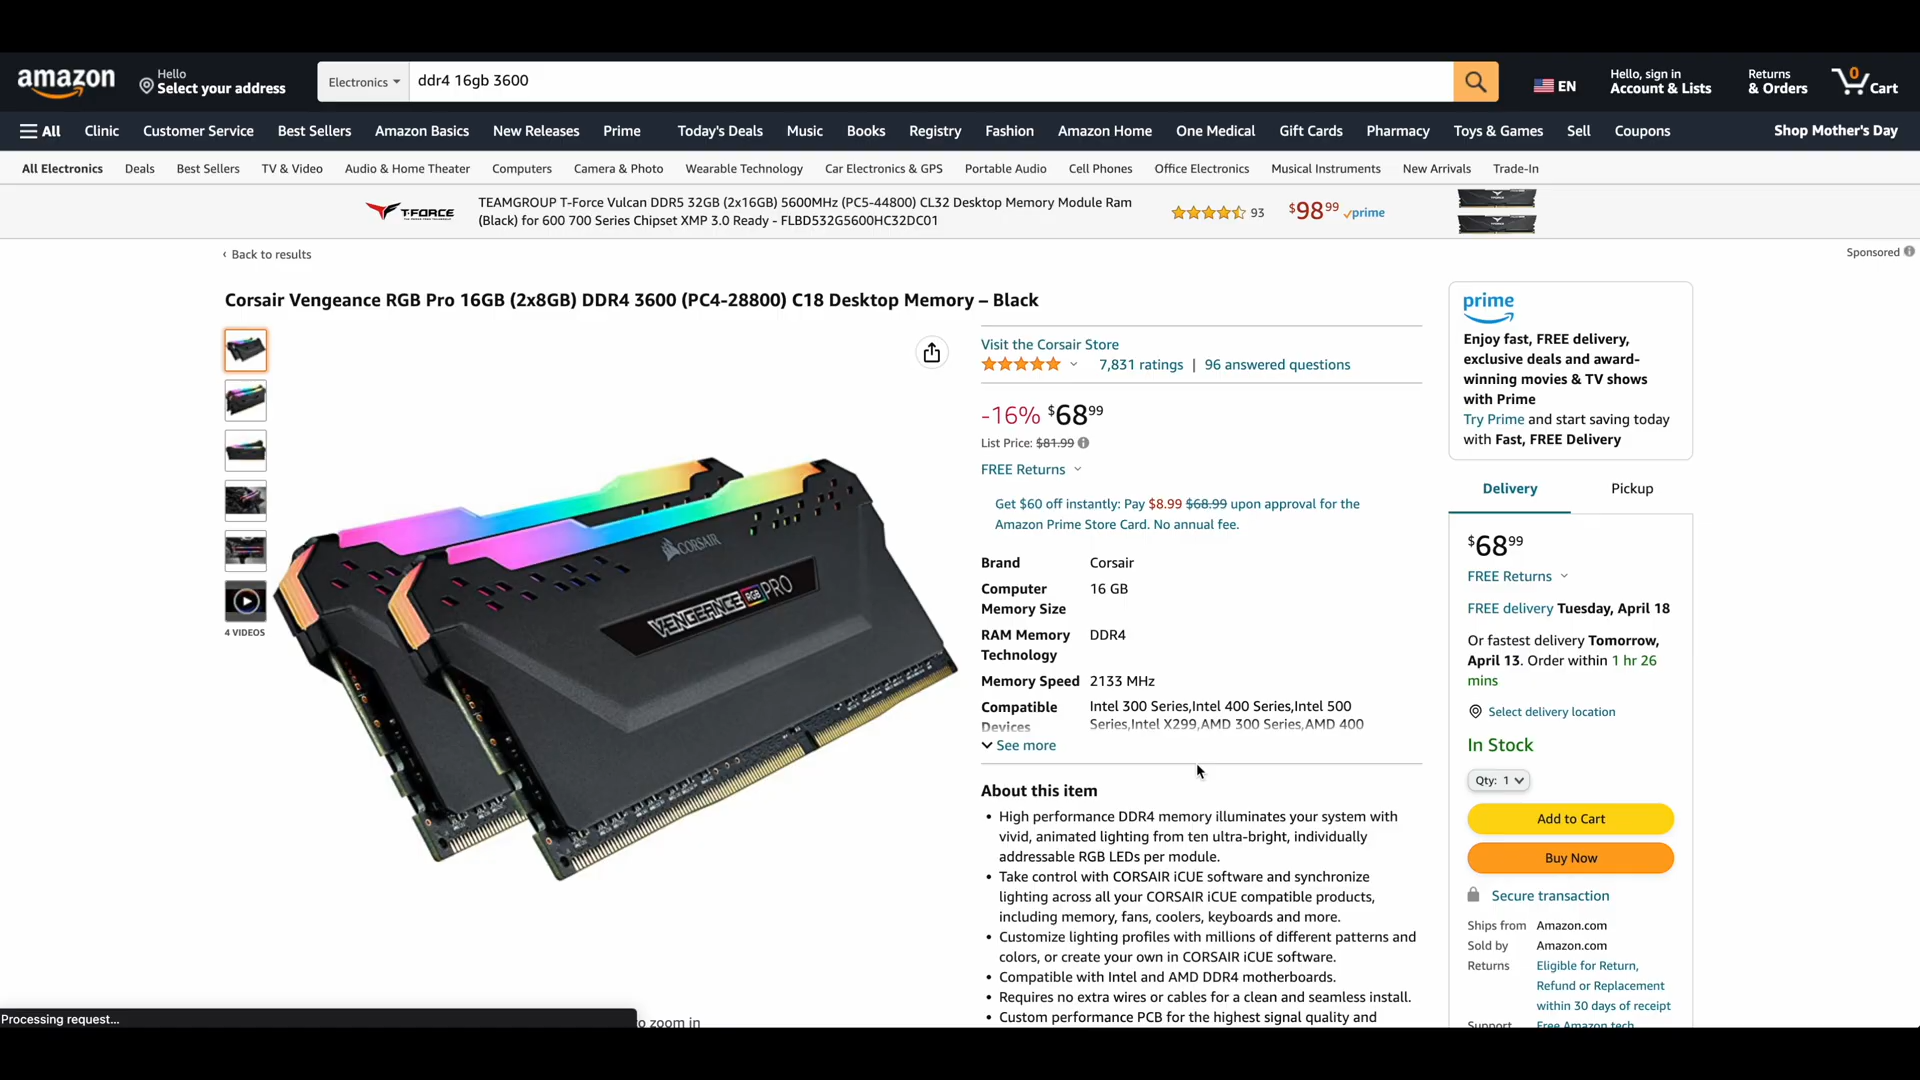 amazon
Hello
Select your address
Electronics
ddr4 16gb 3600
EN
Hello, sign in
Account & Lists
Returns
& Orders
0
Cart
All
Clinic
Customer Service
Best Sellers
Amazon Basics
New Releases
Prime
Today's Deals
Music
Books
Registry
Fashion
Amazon Home
One Medical
Gift Cards
Pharmacy
Toys & Games
Sell
Coupons
Shop Mother's Day
All Electronics
Deals
Best Sellers
TV & Video
Audio & Home Theater
Computers
Camera & Photo
Wearable Technology
Car Electronics & GPS
Portable Audio
Cell Phones
Office Electronics
Musical Instruments
New Arrivals
Trade-In
T-FORCE
TEAMGROUP T-Force Vulcan DDR5 32GB (2x16GB) 5600MHz (PC5-44800) CL32 Desktop Memory Module Ram
(Black) for 600 700 Series Chipset XMP 3.0 Ready - FLBD532G5600HC32DC01
93
$98⁹⁹ prime
‹ Back to results
Sponsored
Corsair Vengeance RGB Pro 16GB (2x8GB) DDR4 3600 (PC4-28800) C18 Desktop Memory – Black
4 VIDEOS
CORSAIR
VENGEANCE RGB PRO
Visit the Corsair Store
7,831 ratings | 96 answered questions
-16% $68⁹⁹
List Price: $81.99
FREE Returns
Get $60 off instantly: Pay $8.99 $68.99 upon approval for the
Amazon Prime Store Card. No annual fee.
Brand Corsair
Computer 16 GB
Memory Size
RAM Memory DDR4
Technology
Memory Speed 2133 MHz
Compatible Intel 300 Series,Intel 400 Series,Intel 500
Devices Series,Intel X299,AMD 300 Series,AMD 400
See more
About this item
• High performance DDR4 memory illuminates your system with
vivid, animated lighting from ten ultra-bright, individually
addressable RGB LEDs per module.
• Take control with CORSAIR iCUE software and synchronize
lighting across all your CORSAIR iCUE compatible products,
including memory, fans, coolers, keyboards and more.
• Customize lighting profiles with millions of different patterns and
colors, or create your own in CORSAIR iCUE software.
• Compatible with Intel and AMD DDR4 motherboards.
• Requires no extra wires or cables for a clean and seamless install.
• Custom performance PCB for the highest signal quality and
prime
Enjoy fast, FREE delivery,
exclusive deals and award-
winning movies & TV shows
with Prime
Try Prime and start saving today
with Fast, FREE Delivery
Delivery
Pickup
$68⁹⁹
FREE Returns
FREE delivery Tuesday, April 18
Or fastest delivery Tomorrow,
April 13. Order within 1 hr 26
mins
Select delivery location
In Stock
Qty: 1
Add to Cart
Buy Now
Secure transaction
Ships from Amazon.com
Sold by Amazon.com
Returns Eligible for Return,
Refund or Replacement
within 30 days of receipt
Support Free Amazon tech
Processing request...
o zoom in